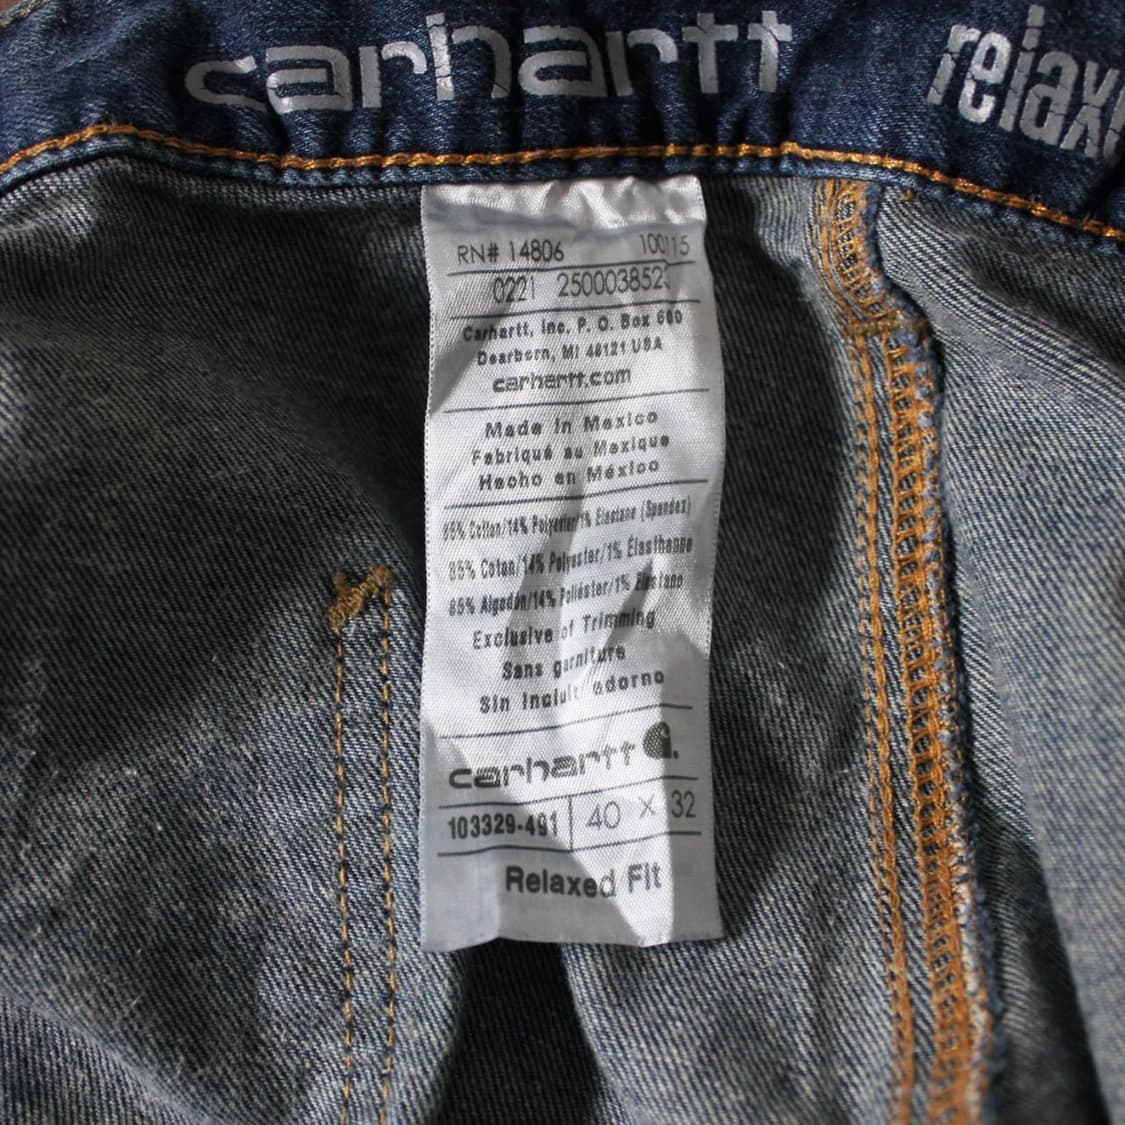 carhartt
relax
RN# 14806 100115
0221 250003852
Carhartt, Inc. P. O. Box 600
Dearborn, MI 48121 USA
carhartt.com
Made in Mexico
Fabriqué au Mexique
Hecho en México
85% Cotton/14% Polyester/1% Elastane (Spandex)
85% Coton/14% Polyester/1% Élasthanne
85% Algodón/14% Poliéster/1% Elastano
Exclusive of Trimming
Sans garniture
Sin incluir adorno
carhartt
103329-491 40 X 32
Relaxed Fit